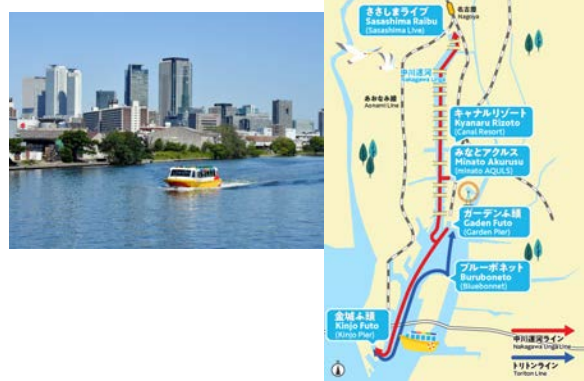 ささしまライブ
Sasashima Raibu
(Sasashima Live)
名古屋
Nagoya
中川運河
Nakagawa
あおなみ線
Aonami Line
キャナルリゾート
Kyanaru Rizoto
(Canal Resort)
みなとアクルス
Minato Akurusu
(minato AQULS)
ガーデンふ頭
Gaden Futo
(Garden Pier)
ブルーボネット
Buruboneto
(Bluebonnet)
金城ふ頭
Kinjo Futo
(Kinjo Pier)
中川運河ライン
Nakagawa Unga Line
トリトンライン
Toriton Line